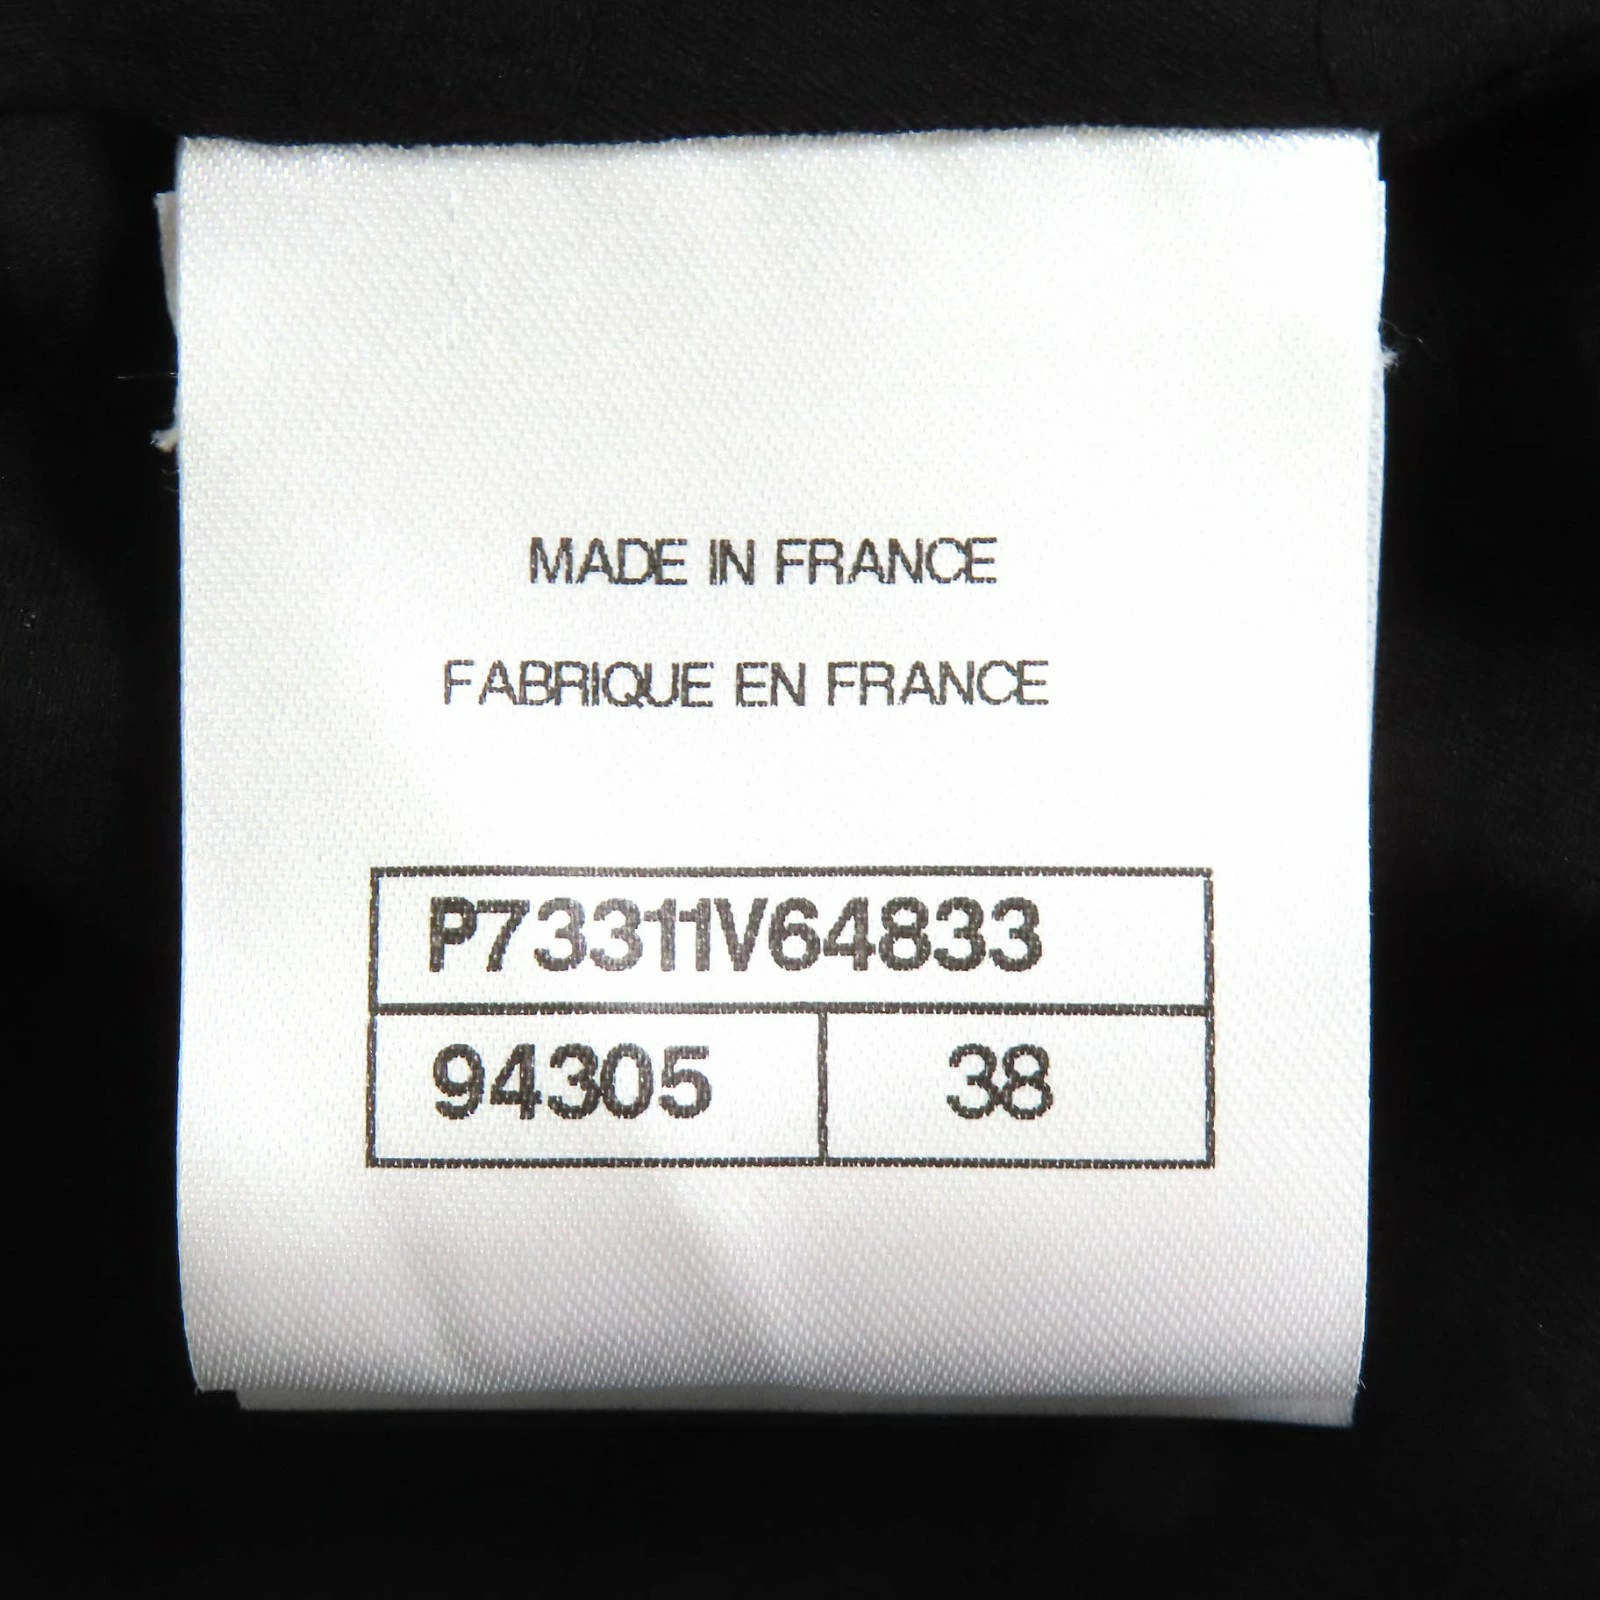 MADE IN FRANCE
FABRIQUE EN FRANCE
P73311V64833
94305 38